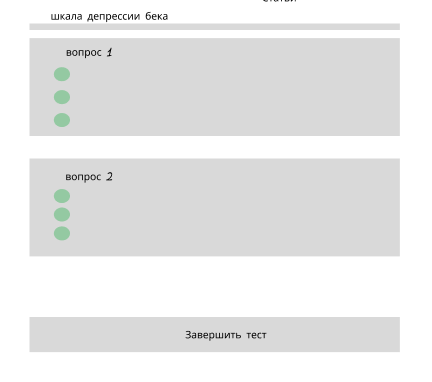 шкала депрессии бека
вопрос 1
вопрос 2
Завершить тест